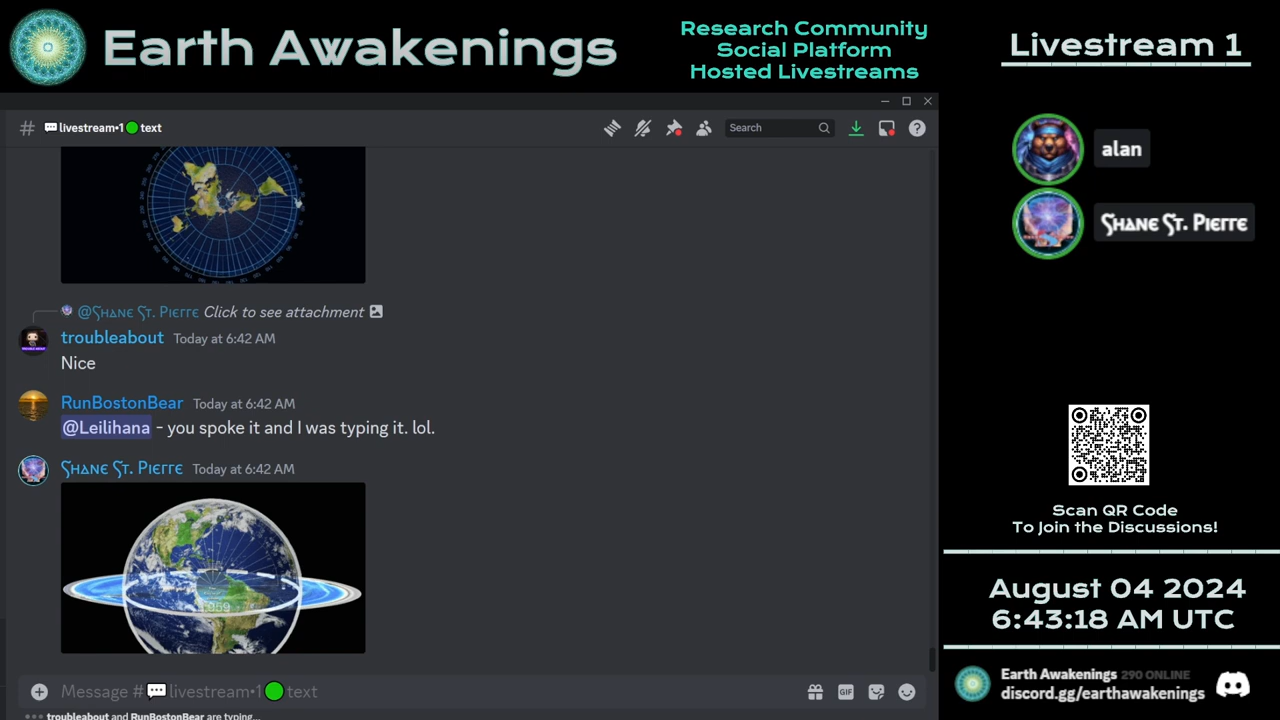 Earth Awakenings
Research Community
Social Platform
Hosted Livestreams
Livestream 1
# 💬livestream•1🟢text
Search
alan
Shane St. Pierre
@Shane St. Pierre Click to see attachment
troubleabout Today at 6:42 AM
Nice
RunBostonBear Today at 6:42 AM
@Leilihana - you spoke it and I was typing it. lol.
Shane St. Pierre Today at 6:42 AM
Message #💬livestream•1🟢text
GIF
troubleabout and RunBostonBear are typing...
Scan QR Code
To Join the Discussions!
August 04 2024
6:43:18 AM UTC
Earth Awakenings 290 ONLINE
discord.gg/earthawakenings